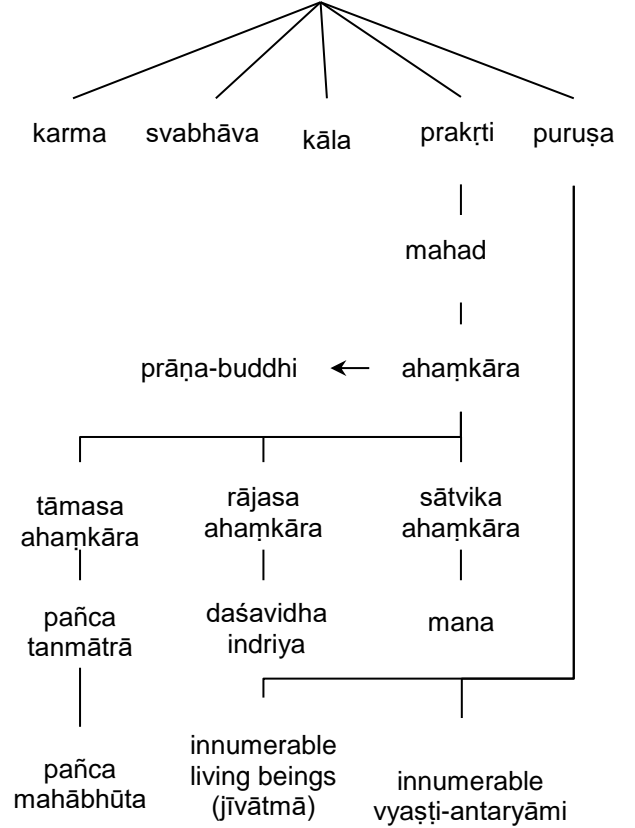 karma
svabhāva
kāla
prakṛti
puruṣa
mahad
prāṇa-buddhi
ahaṃkāra
tāmasa
ahaṃkāra
rājasa
ahaṃkāra
sātvika
ahaṃkāra
pañca
tanmātrā
daśavidha
indriya
mana
pañca
mahābhūta
innumerable
living beings
(jīvātmā)
innumerable
vyaṣṭi-antaryāmi